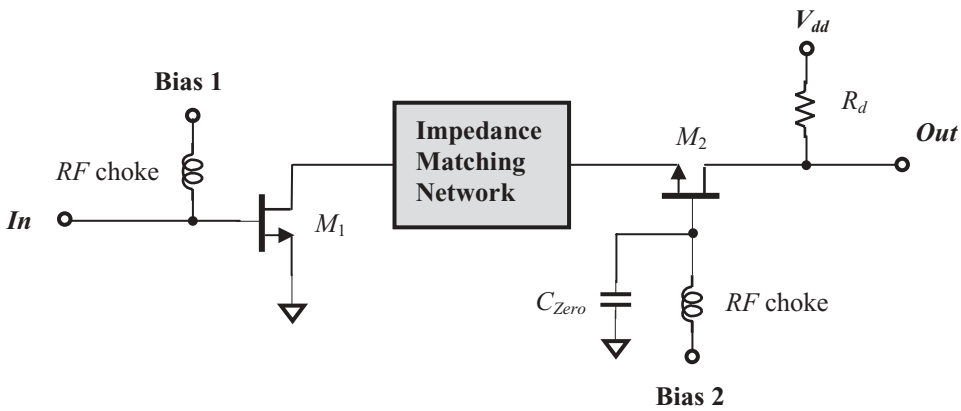 V_dd
Bias 1
R_d
Impedance
Matching
Network
M_2
Out
RF choke
In
M_1
C_Zero
RF choke
Bias 2